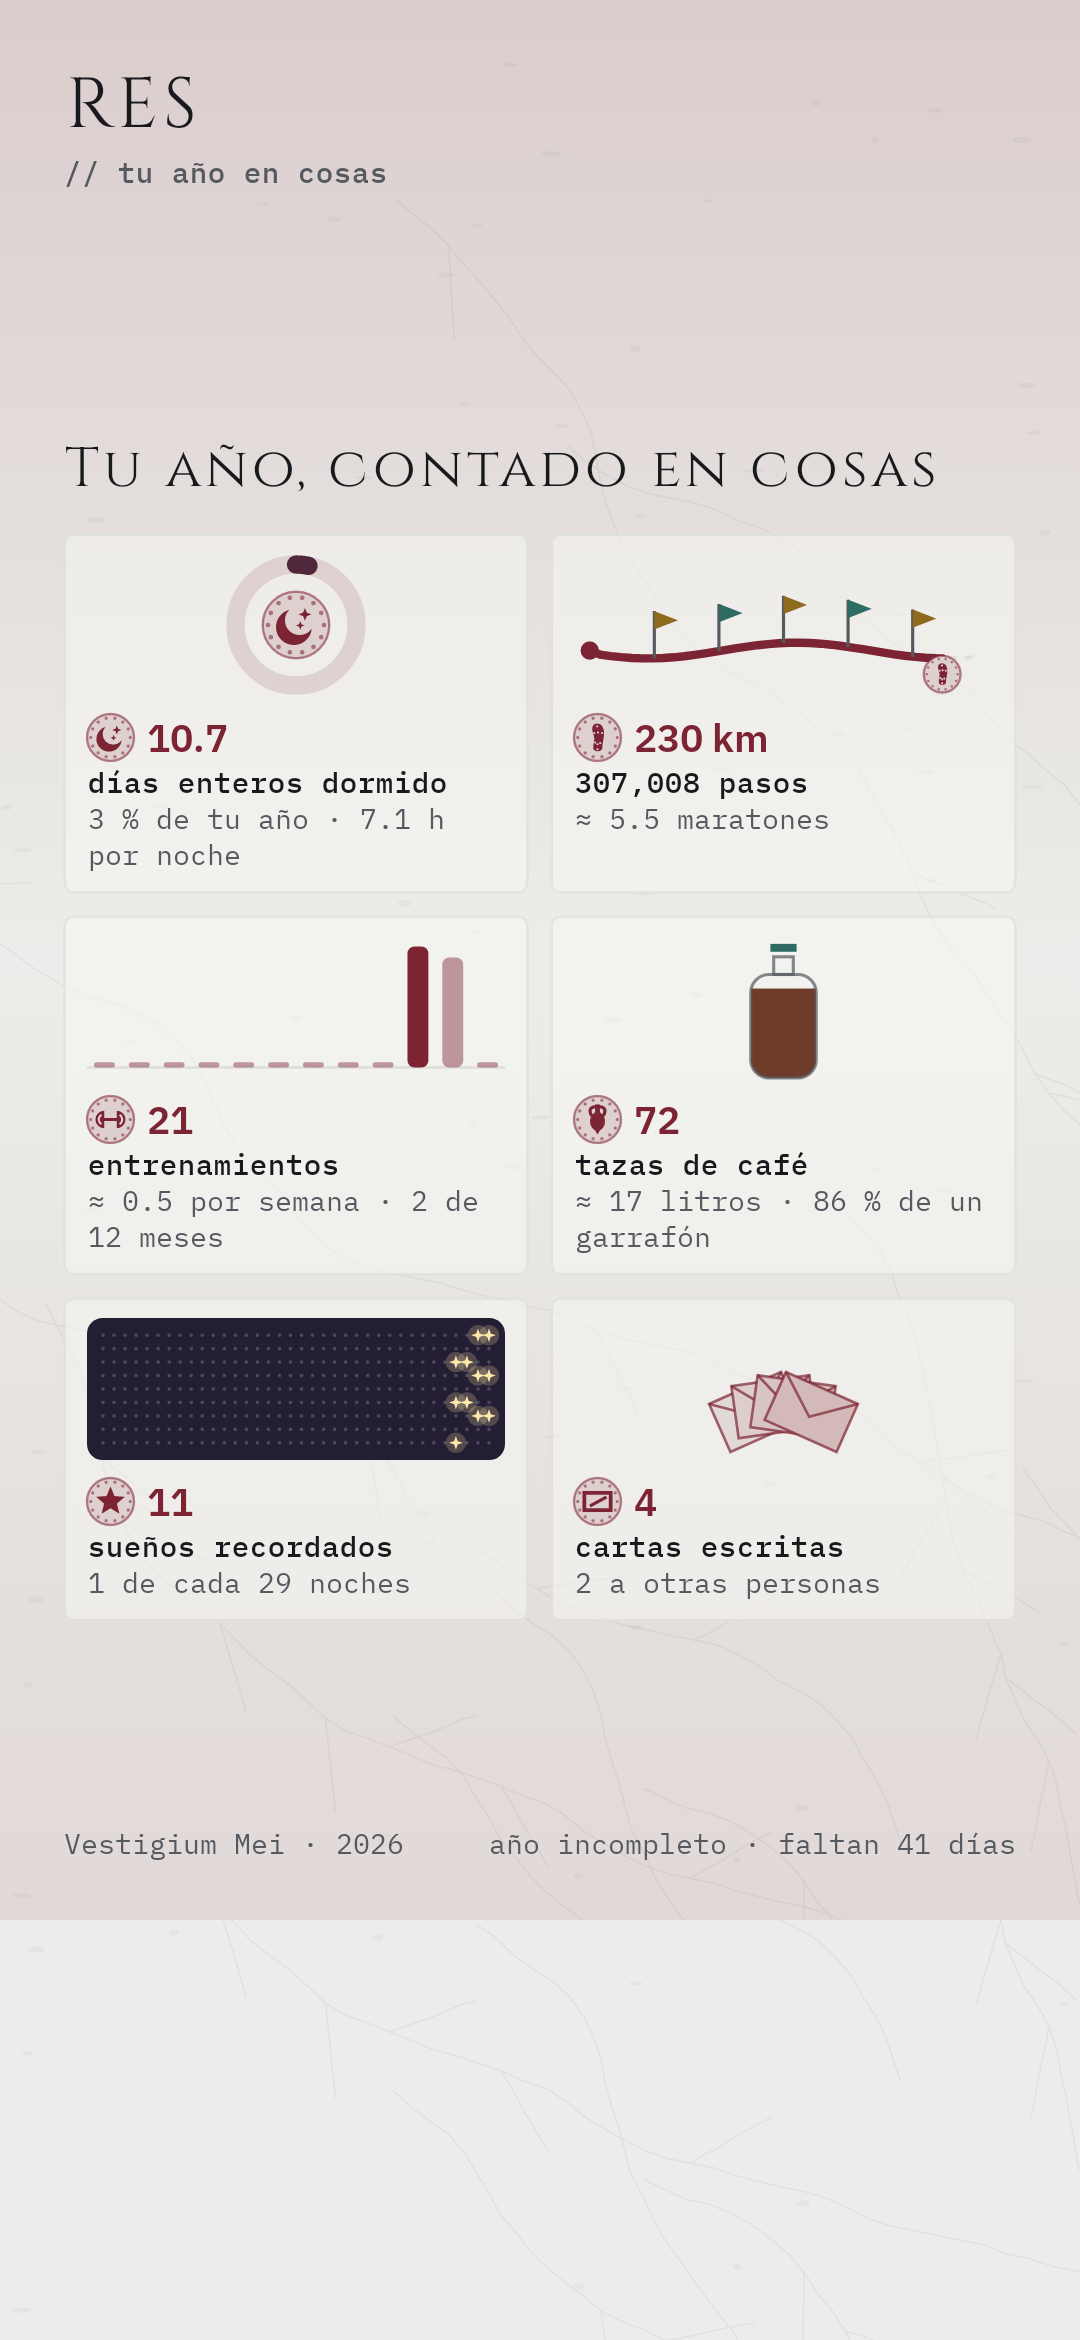 RES
// tu año en cosas
Tu año, contado en cosas
10.7
días enteros dormido
3 % de tu año · 7.1 h
por noche
230 km
307,008 pasos
≈ 5.5 maratones
21
entrenamientos
≈ 0.5 por semana · 2 de
12 meses
72
tazas de café
≈ 17 litros · 86 % de un
garrafón
11
sueños recordados
1 de cada 29 noches
4
cartas escritas
2 a otras personas
Vestigium Mei · 2026
año incompleto · faltan 41 días